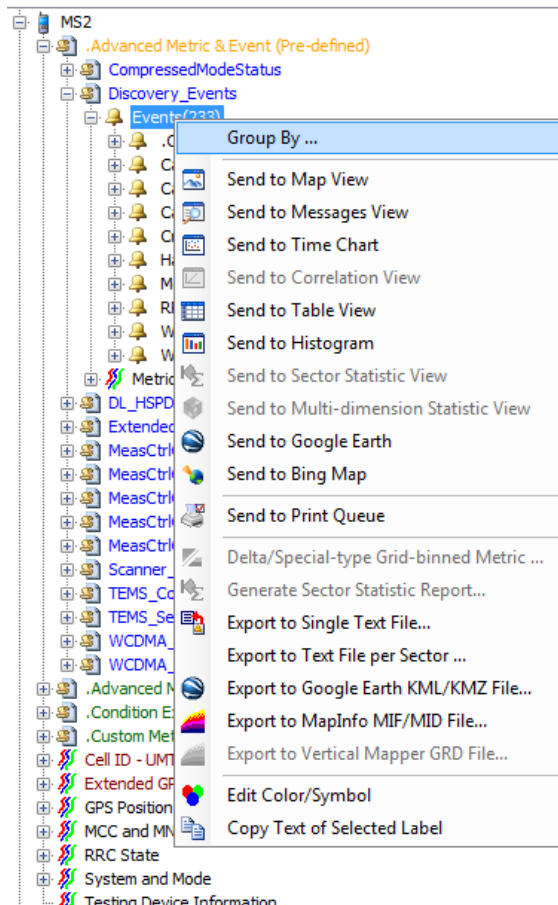 MS2
.Advanced Metric & Event (Pre-defined)
CompressedModeStatus
Discovery_Events
Events(233)
Group By ...
Send to Map View
Send to Messages View
Send to Time Chart
Send to Correlation View
Send to Table View
Send to Histogram
Send to Sector Statistic View
Send to Multi-dimension Statistic View
Send to Google Earth
Send to Bing Map
Send to Print Queue
Delta/Special-type Grid-binned Metric ...
Generate Sector Statistic Report...
Export to Single Text File...
Export to Text File per Sector ...
Export to Google Earth KML/KMZ File...
Export to MapInfo MIF/MID File...
Export to Vertical Mapper GRD File...
Edit Color/Symbol
Copy Text of Selected Label
Metric
DL_HSPD
Extended
MeasCtrl
MeasCtrl
MeasCtrl
MeasCtrl
MeasCtrl
Scanner_
TEMS_Co
TEMS_Se
WCDMA_
WCDMA_
.Advanced M
.Condition E
.Custom Met
Cell ID - UMT
Extended GP
GPS Position
MCC and MN
RRC State
System and Mode
Testing Device Information